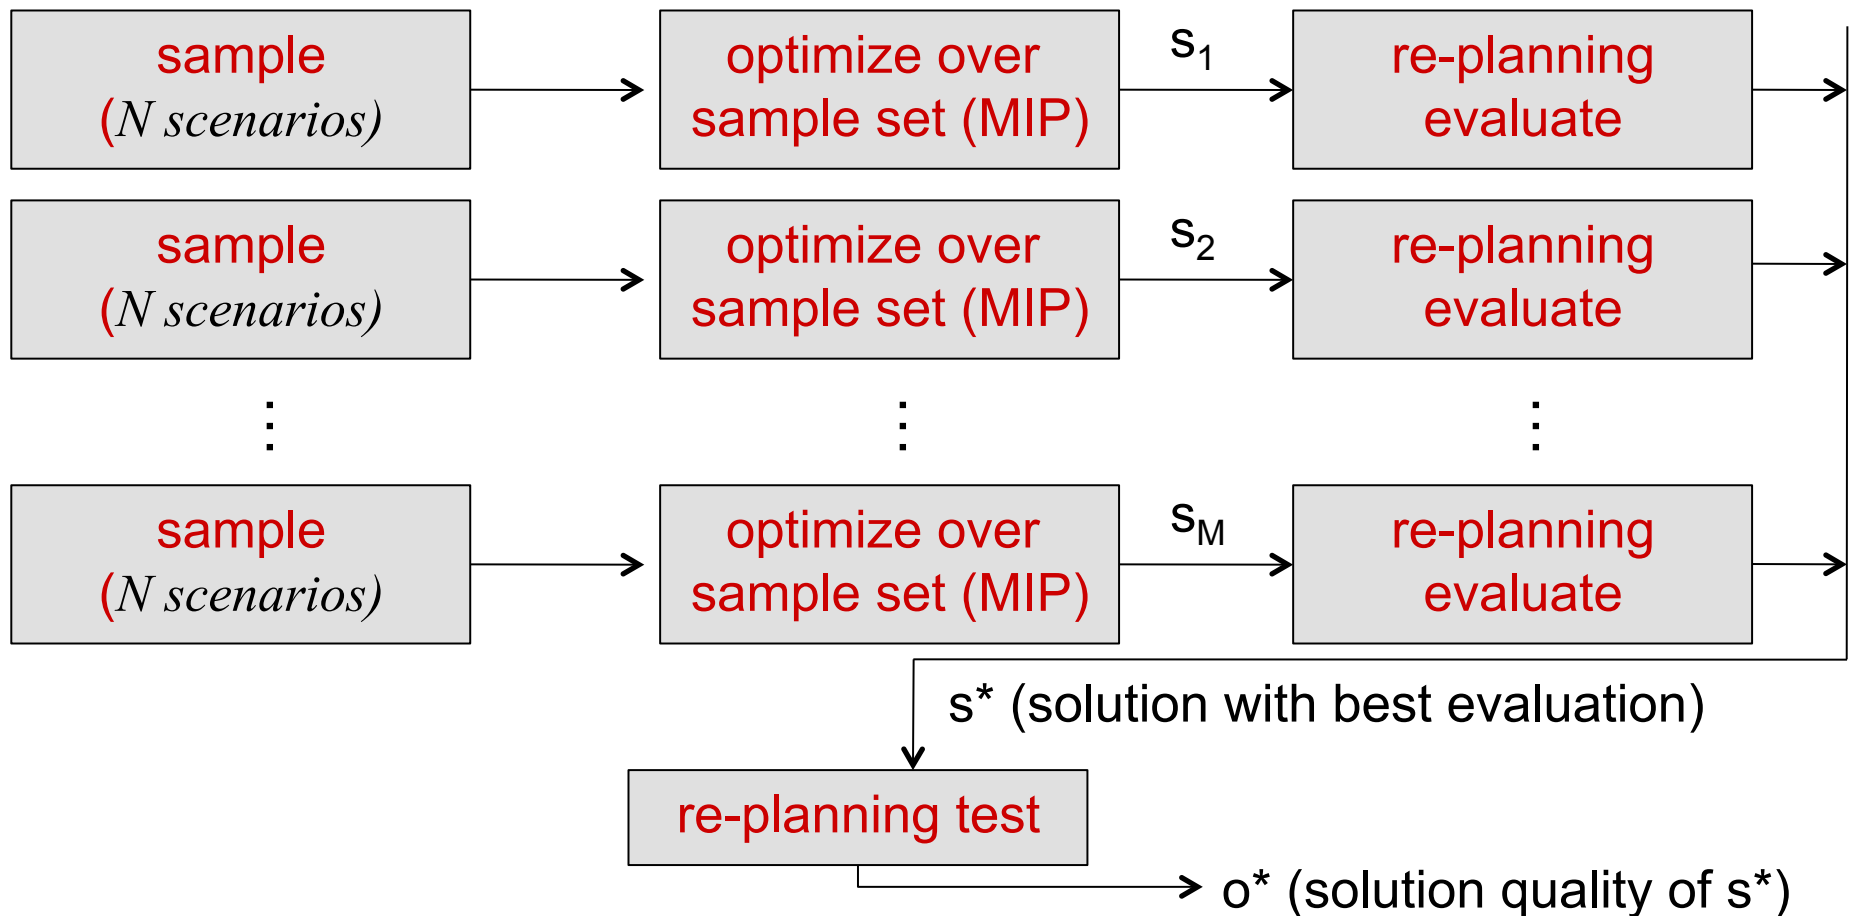 sample
(N scenarios)
optimize over
sample set (MIP)
s1
re-planning
evaluate
sample
(N scenarios)
optimize over
sample set (MIP)
s2
re-planning
evaluate
⋮ ⋮ ⋮
sample
(N scenarios)
optimize over
sample set (MIP)
sM
re-planning
evaluate
s* (solution with best evaluation)
re-planning test
o* (solution quality of s*)